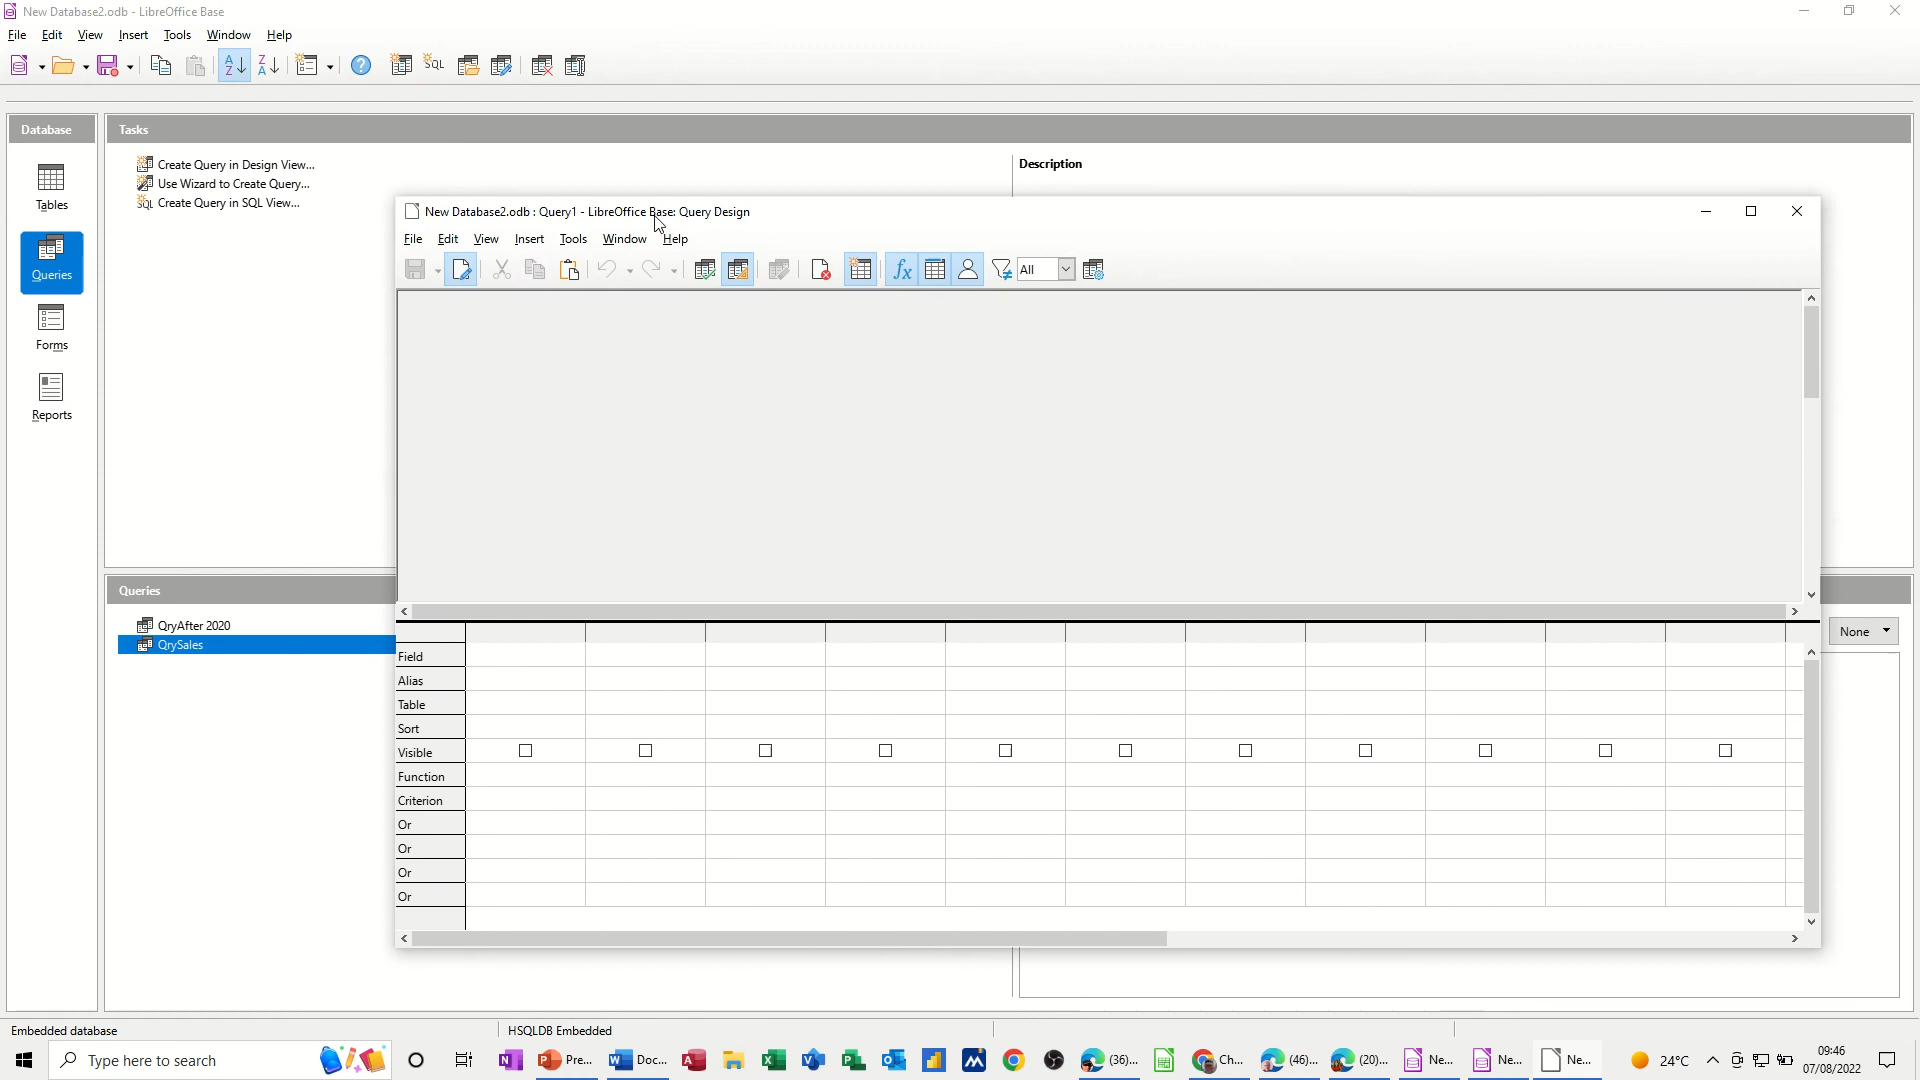 New Database2.odb - LibreOffice Base
File Edit View Insert Tools Window Help
Database
Tasks
Create Query in Design View...
Use Wizard to Create Query...
Create Query in SQL View...
Description
Tables
Queries
Forms
Reports
New Database2.odb : Query1 - LibreOffice Base: Query Design
File Edit View Insert Tools Window Help
All
Field
Alias
Table
Sort
Visible
Function
Criterion
Or
Or
Or
Or
Queries
QryAfter 2020
QrySales
None
Embedded database
HSQLDB Embedded
Type here to search
Pre...
Doc...
(36)...
Ch...
(46)...
(20)...
Ne...
Ne...
Ne...
24°C
09:46
07/08/2022